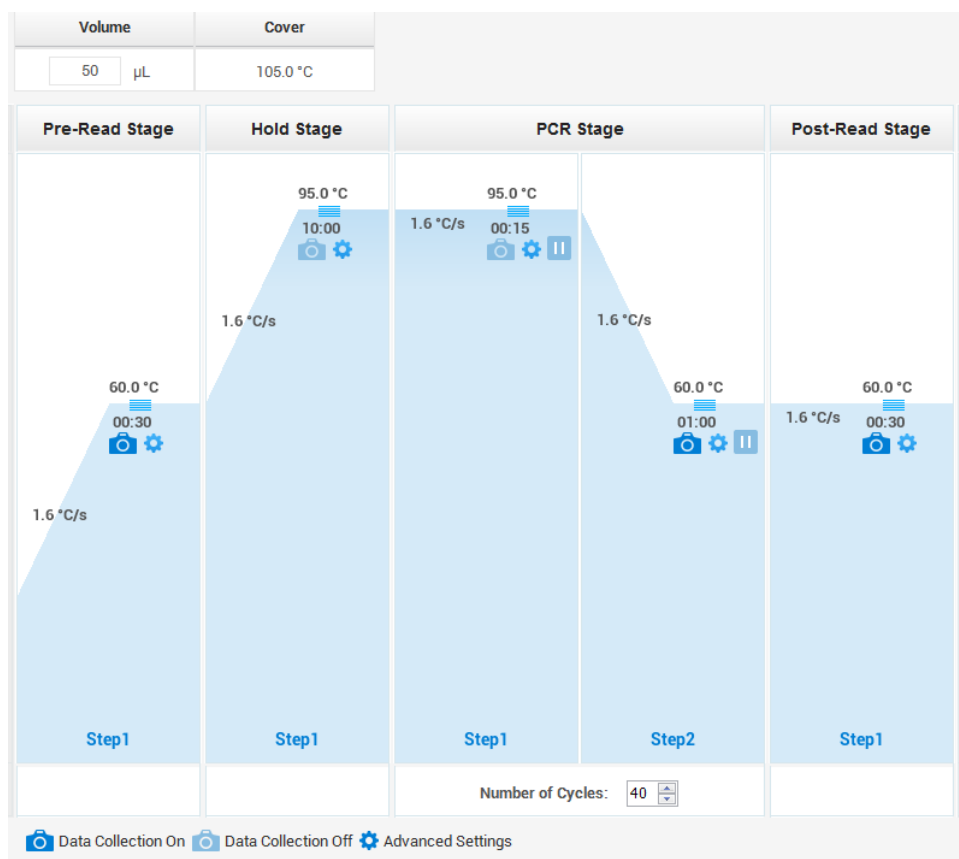 Volume
Cover
50 µL
105.0 °C
Pre-Read Stage
Hold Stage
PCR Stage
Post-Read Stage
1.6 °C/s
60.0 °C
00:30
Step1
1.6 °C/s
95.0 °C
10:00
Step1
1.6 °C/s
95.0 °C
00:15
Step1
1.6 °C/s
60.0 °C
01:00
Step2
1.6 °C/s
60.0 °C
00:30
Step1
Number of Cycles: 40
Data Collection On Data Collection Off Advanced Settings